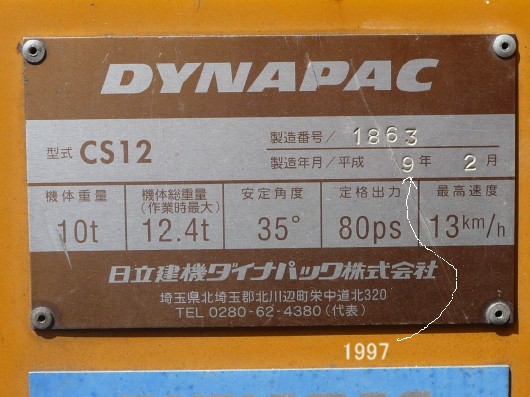 DYNAPAC
型式 CS12
製造番号/ 1863
製造年月/平成 9年 2月
機体重量 機体総重量(作業時最大) 安定角度 定格出力 最高速度
10t 12.4t 35° 80ps 13km/h
日立建機ダイナパック株式会社
埼玉県北埼玉郡北川辺町栄中道北320
TEL 0280-62-4380(代表)
1997